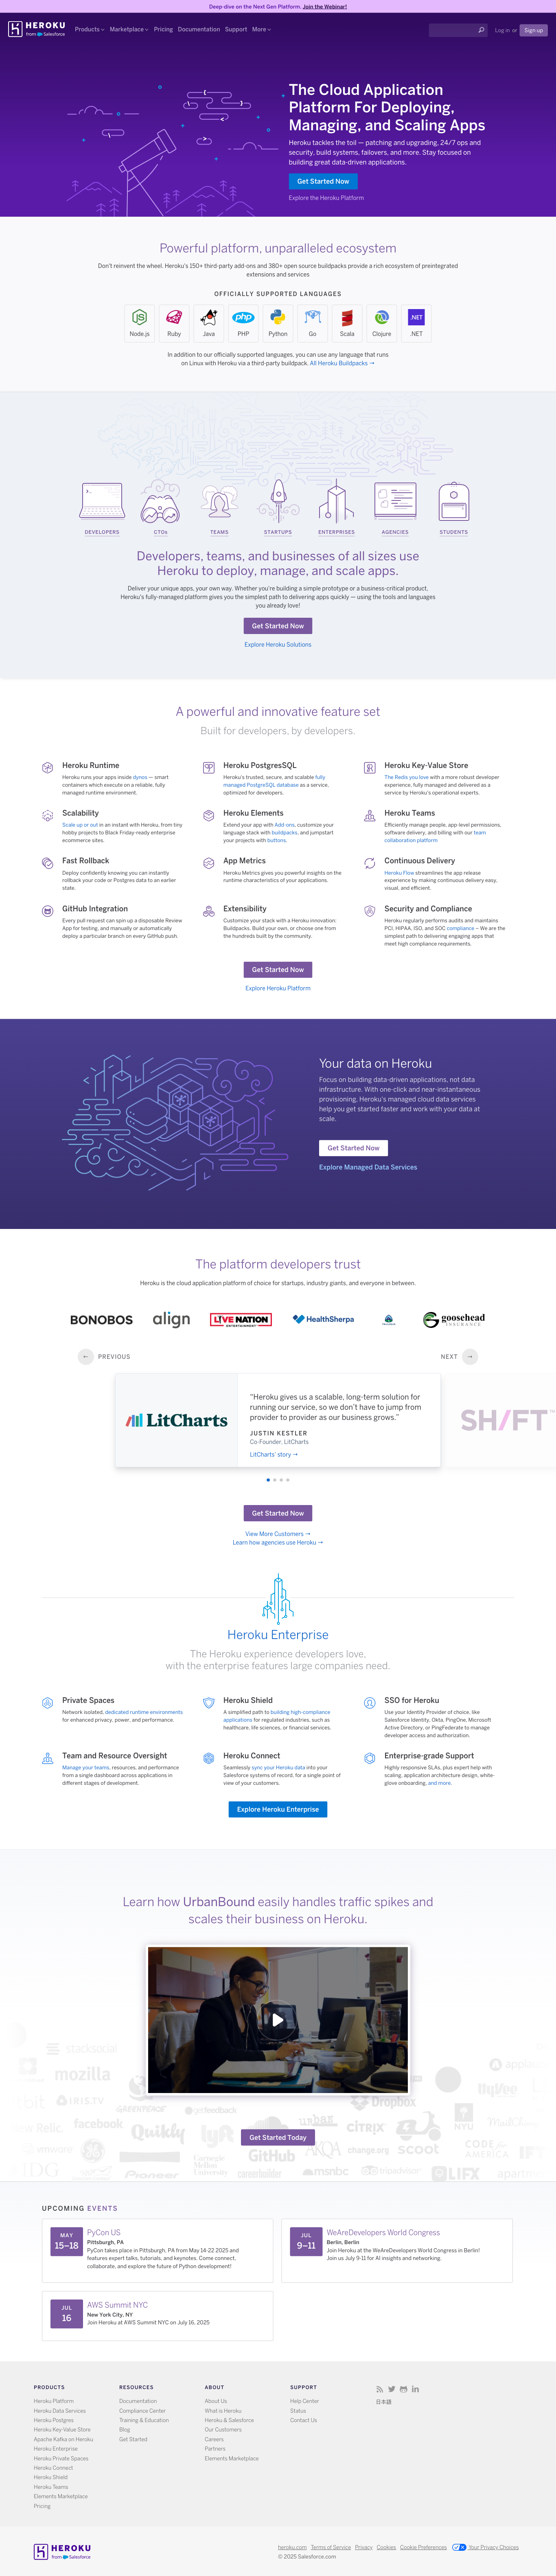 Deep-dive on the Next Gen Platform. Join the Webinar!
HEROKU
from Salesforce
Products Marketplace Pricing Documentation Support More
Log in or Sign up
The Cloud Application
Platform For Deploying,
Managing, and Scaling Apps
Heroku tackles the toil — patching and upgrading, 24/7 ops and
security, build systems, failovers, and more. Stay focused on
building great data-driven applications.
Get Started Now
Explore the Heroku Platform
Powerful platform, unparalleled ecosystem
Don't reinvent the wheel. Heroku's 150+ third-party add-ons and 380+ open source buildpacks provide a rich ecosystem of preintegrated
extensions and services
OFFICIALLY SUPPORTED LANGUAGES
php
.NET
Node.js Ruby Java PHP Python Go Scala Clojure .NET
In addition to our officially supported languages, you can use any language that runs
on Linux with Heroku via a third-party buildpack. All Heroku Buildpacks →
DEVELOPERS CTOs TEAMS STARTUPS ENTERPRISES AGENCIES STUDENTS
Developers, teams, and businesses of all sizes use
Heroku to deploy, manage, and scale apps.
Deliver your unique apps, your own way. Whether you're building a simple prototype or a business-critical product,
Heroku's fully-managed platform gives you the simplest path to delivering apps quickly — using the tools and languages
you already love!
Get Started Now
Explore Heroku Solutions
A powerful and innovative feature set
Built for developers, by developers.
Heroku Runtime
Heroku runs your apps inside dynos — smart
containers which execute on a reliable, fully
managed runtime environment.
Heroku PostgresSQL
Heroku's trusted, secure, and scalable fully
managed PostgreSQL database as a service,
optimized for developers.
Heroku Key-Value Store
The Redis you love with a more robust developer
experience, fully managed and delivered as a
service by Heroku's operational experts.
Scalability
Scale up or out in an instant with Heroku, from tiny
hobby projects to Black Friday-ready enterprise
ecommerce sites.
Heroku Elements
Extend your app with Add-ons, customize your
language stack with buildpacks, and jumpstart
your projects with buttons.
Heroku Teams
Efficiently manage people, app-level permissions,
software delivery, and billing with our team
collaboration platform
Fast Rollback
Deploy confidently knowing you can instantly
rollback your code or Postgres data to an earlier
state.
App Metrics
Heroku Metrics gives you powerful insights on the
runtime characteristics of your applications.
Continuous Delivery
Heroku Flow streamlines the app release
experience by making continuous delivery easy,
visual, and efficient.
GitHub Integration
Every pull request can spin up a disposable Review
App for testing, and manually or automatically
deploy a particular branch on every GitHub push.
Extensibility
Customize your stack with a Heroku innovation:
Buildpacks. Build your own, or choose one from
the hundreds built by the community.
Security and Compliance
Heroku regularly performs audits and maintains
PCI, HIPAA, ISO, and SOC compliance – We are the
simplest path to delivering engaging apps that
meet high compliance requirements.
Get Started Now
Explore Heroku Platform
Your data on Heroku
Focus on building data-driven applications, not data
infrastructure. With one-click and near-instantaneous
provisioning, Heroku's managed cloud data services
help you get started faster and work with your data at
scale.
Get Started Now
Explore Managed Data Services
The platform developers trust
Heroku is the cloud application platform of choice for startups, industry giants, and everyone in between.
BONOBOS align LIVE NATION ENTERTAINMENT HealthSherpa goosehead INSURANCE
← PREVIOUS
NEXT →
LitCharts
"Heroku gives us a scalable, long-term solution for
running our service, so we don't have to jump from
provider to provider as our business grows."
JUSTIN KESTLER
Co-Founder, LitCharts
LitCharts' story →
SH/FT
Get Started Now
View More Customers →
Learn how agencies use Heroku →
Heroku Enterprise
The Heroku experience developers love,
with the enterprise features large companies need.
Private Spaces
Network isolated, dedicated runtime environments
for enhanced privacy, power, and performance.
Heroku Shield
A simplified path to building high-compliance
applications for regulated industries, such as
healthcare, life sciences, or financial services.
SSO for Heroku
Use your Identity Provider of choice, like
Salesforce Identity, Okta, PingOne, Microsoft
Active Directory, or PingFederate to manage
developer access and authorization.
Team and Resource Oversight
Manage your teams, resources, and performance
from a single dashboard across applications in
different stages of development.
Heroku Connect
Seamlessly sync your Heroku data into your
Salesforce systems of record, for a single point of
view of your customers.
Enterprise-grade Support
Highly responsive SLAs, plus expert help with
scaling, application architecture design, white-
glove onboarding, and more.
Explore Heroku Enterprise
Learn how UrbanBound easily handles traffic spikes and
scales their business on Heroku.
stacksocial
mozilla
IRIS.TV
GREENPEACE
getfeedback
Dropbox
HyVee
facebook
Quikly
Lyft
urban
CITRIX
NYU
vmware
GitHub
AKQA
change.org
scoot
CODE for AMERICA
Carnegie Mellon University
Pioneer
careerbuilder
msnbc
tripadvisor
LIFX
Get Started Today
UPCOMING EVENTS
MAY
15–18
PyCon US
Pittsburgh, PA
PyCon takes place in Pittsburgh, PA from May 14-22 2025 and
features expert talks, tutorials, and keynotes. Come connect,
collaborate, and explore the future of Python development!
JUL
9–11
WeAreDevelopers World Congress
Berlin, Berlin
Join Heroku at the WeAreDevelopers World Congress in Berlin!
Join us July 9-11 for AI insights and networking.
JUL
16
AWS Summit NYC
New York City, NY
Join Heroku at AWS Summit NYC on July 16, 2025
PRODUCTS
Heroku Platform
Heroku Data Services
Heroku Postgres
Heroku Key-Value Store
Apache Kafka on Heroku
Heroku Enterprise
Heroku Private Spaces
Heroku Connect
Heroku Shield
Heroku Teams
Elements Marketplace
Pricing
RESOURCES
Documentation
Compliance Center
Training & Education
Blog
Get Started
ABOUT
About Us
What is Heroku
Heroku & Salesforce
Our Customers
Careers
Partners
Elements Marketplace
SUPPORT
Help Center
Status
Contact Us
日本語
HEROKU
from Salesforce
heroku.com Terms of Service Privacy Cookies Cookie Preferences Your Privacy Choices
© 2025 Salesforce.com